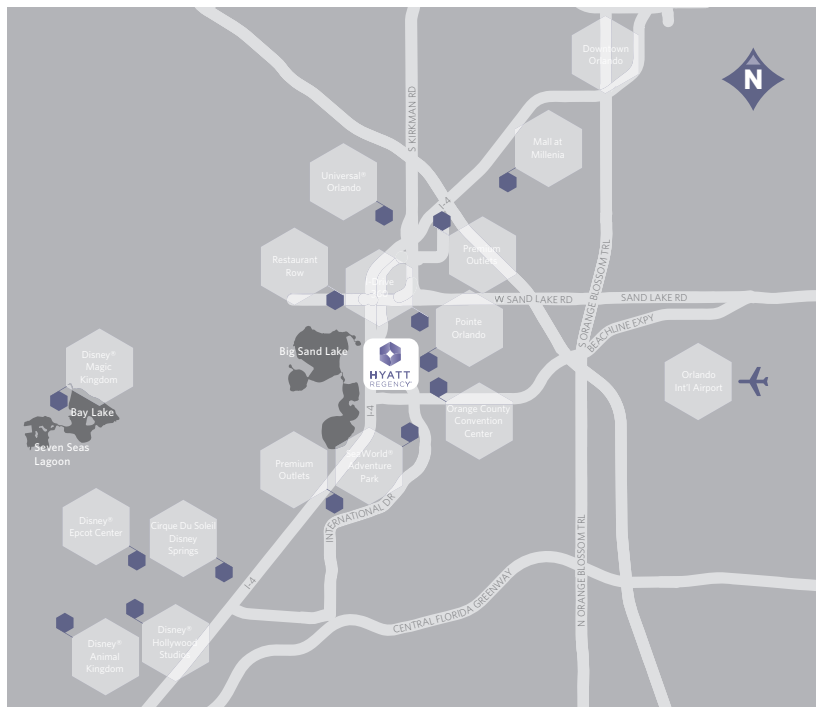 Downtown
Orlando
N
S KIRKMAN RD
Mall at
Millenia
Universal®
Orlando
I-4
Premium
Outlets
Restaurant
Row
Drive
W SAND LAKE RD
SAND LAKE RD
S ORANGE BLOSSOM TRL
BEACHLINE EXPY
Pointe
Orlando
Big Sand Lake
HYATT
REGENCY®
Disney®
Magic
Kingdom
Orlando
Int'l Airport
Bay Lake
I-4
Orange County
Convention
Center
Seven Seas
Lagoon
Premium
Outlets
SeaWorld®
Adventure
Park
INTERNATIONAL DR
Disney®
Epcot Center
Cirque Du Soleil
Disney
Springs
N ORANGE BLOSSOM TRL
I-4
CENTRAL FLORIDA GREENWAY
Disney®
Animal
Kingdom
Disney®
Hollywood
Studios